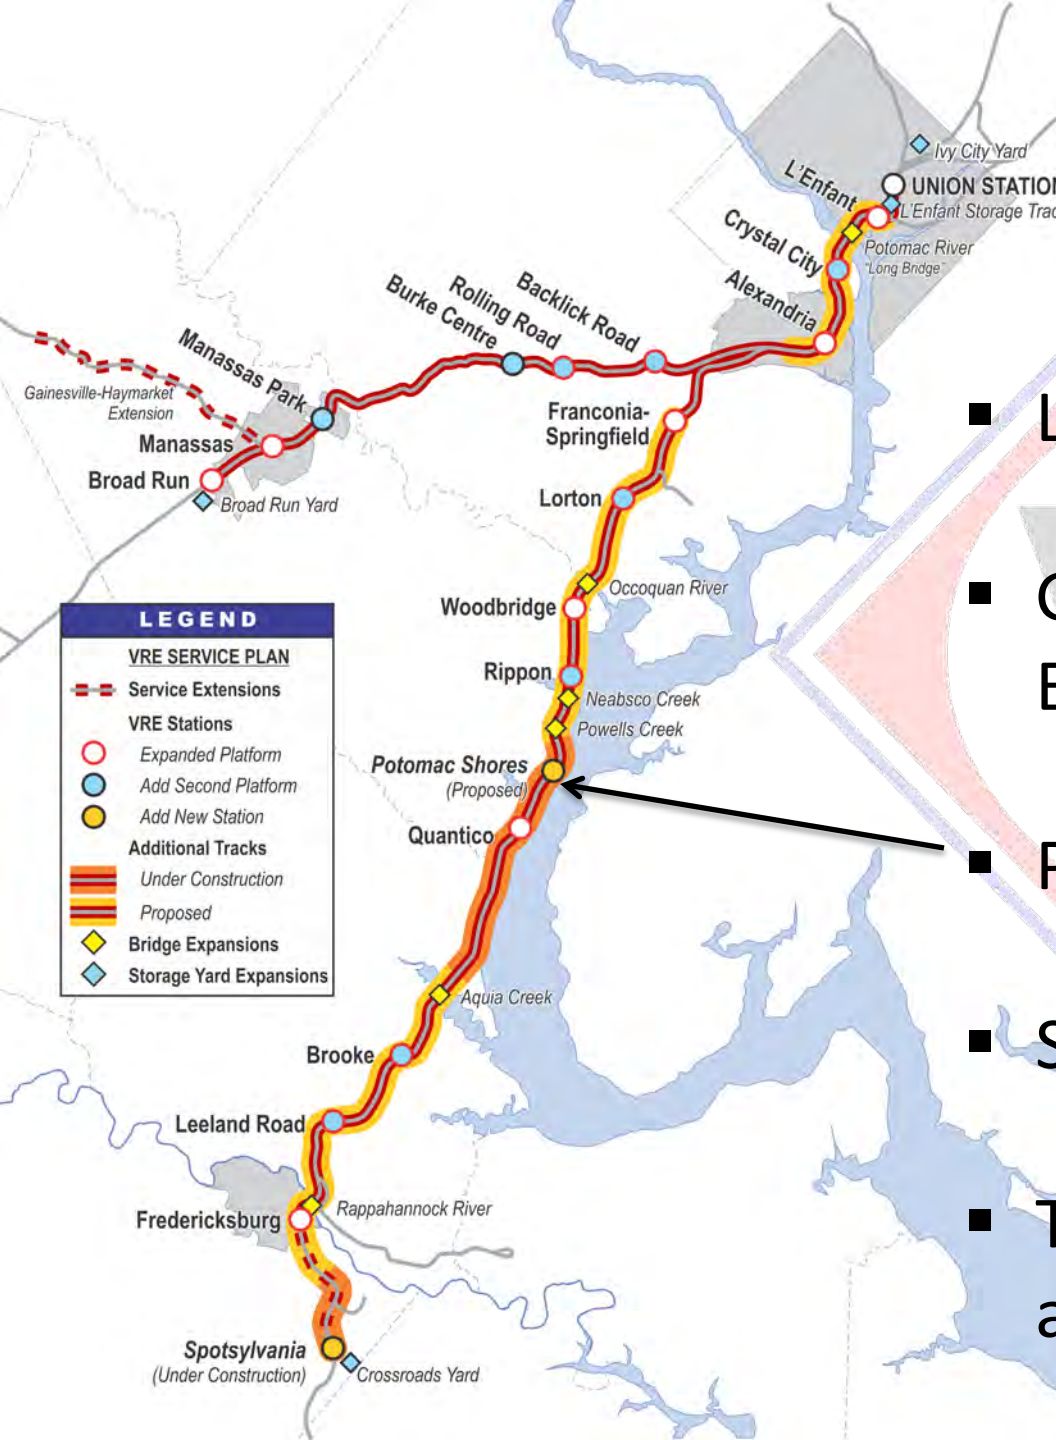 Ivy City Yard
UNION STATION
L'Enfant
L'Enfant Storage
Crystal City
Potomac River
"Long Bridge"
Alexandria
Backlick Road
Rolling Road
Burke Centre
Manassas Park
Gainesville-Haymarket
Extension
Manassas
Broad Run
Broad Run Yard
Franconia-
Springfield
Lorton
Occoquan River
Woodbridge
Rippon
Neabsco Creek
Powells Creek
Potomac Shores
(Proposed)
Quantico
Aquia Creek
Brooke
Leeland Road
Rappahannock River
Fredericksburg
Spotsylvania
(Under Construction)
Crossroads Yard
LEGEND
VRE SERVICE PLAN
Service Extensions
VRE Stations
Expanded Platform
Add Second Platform
Add New Station
Additional Tracks
Under Construction
Proposed
Bridge Expansions
Storage Yard Expansions